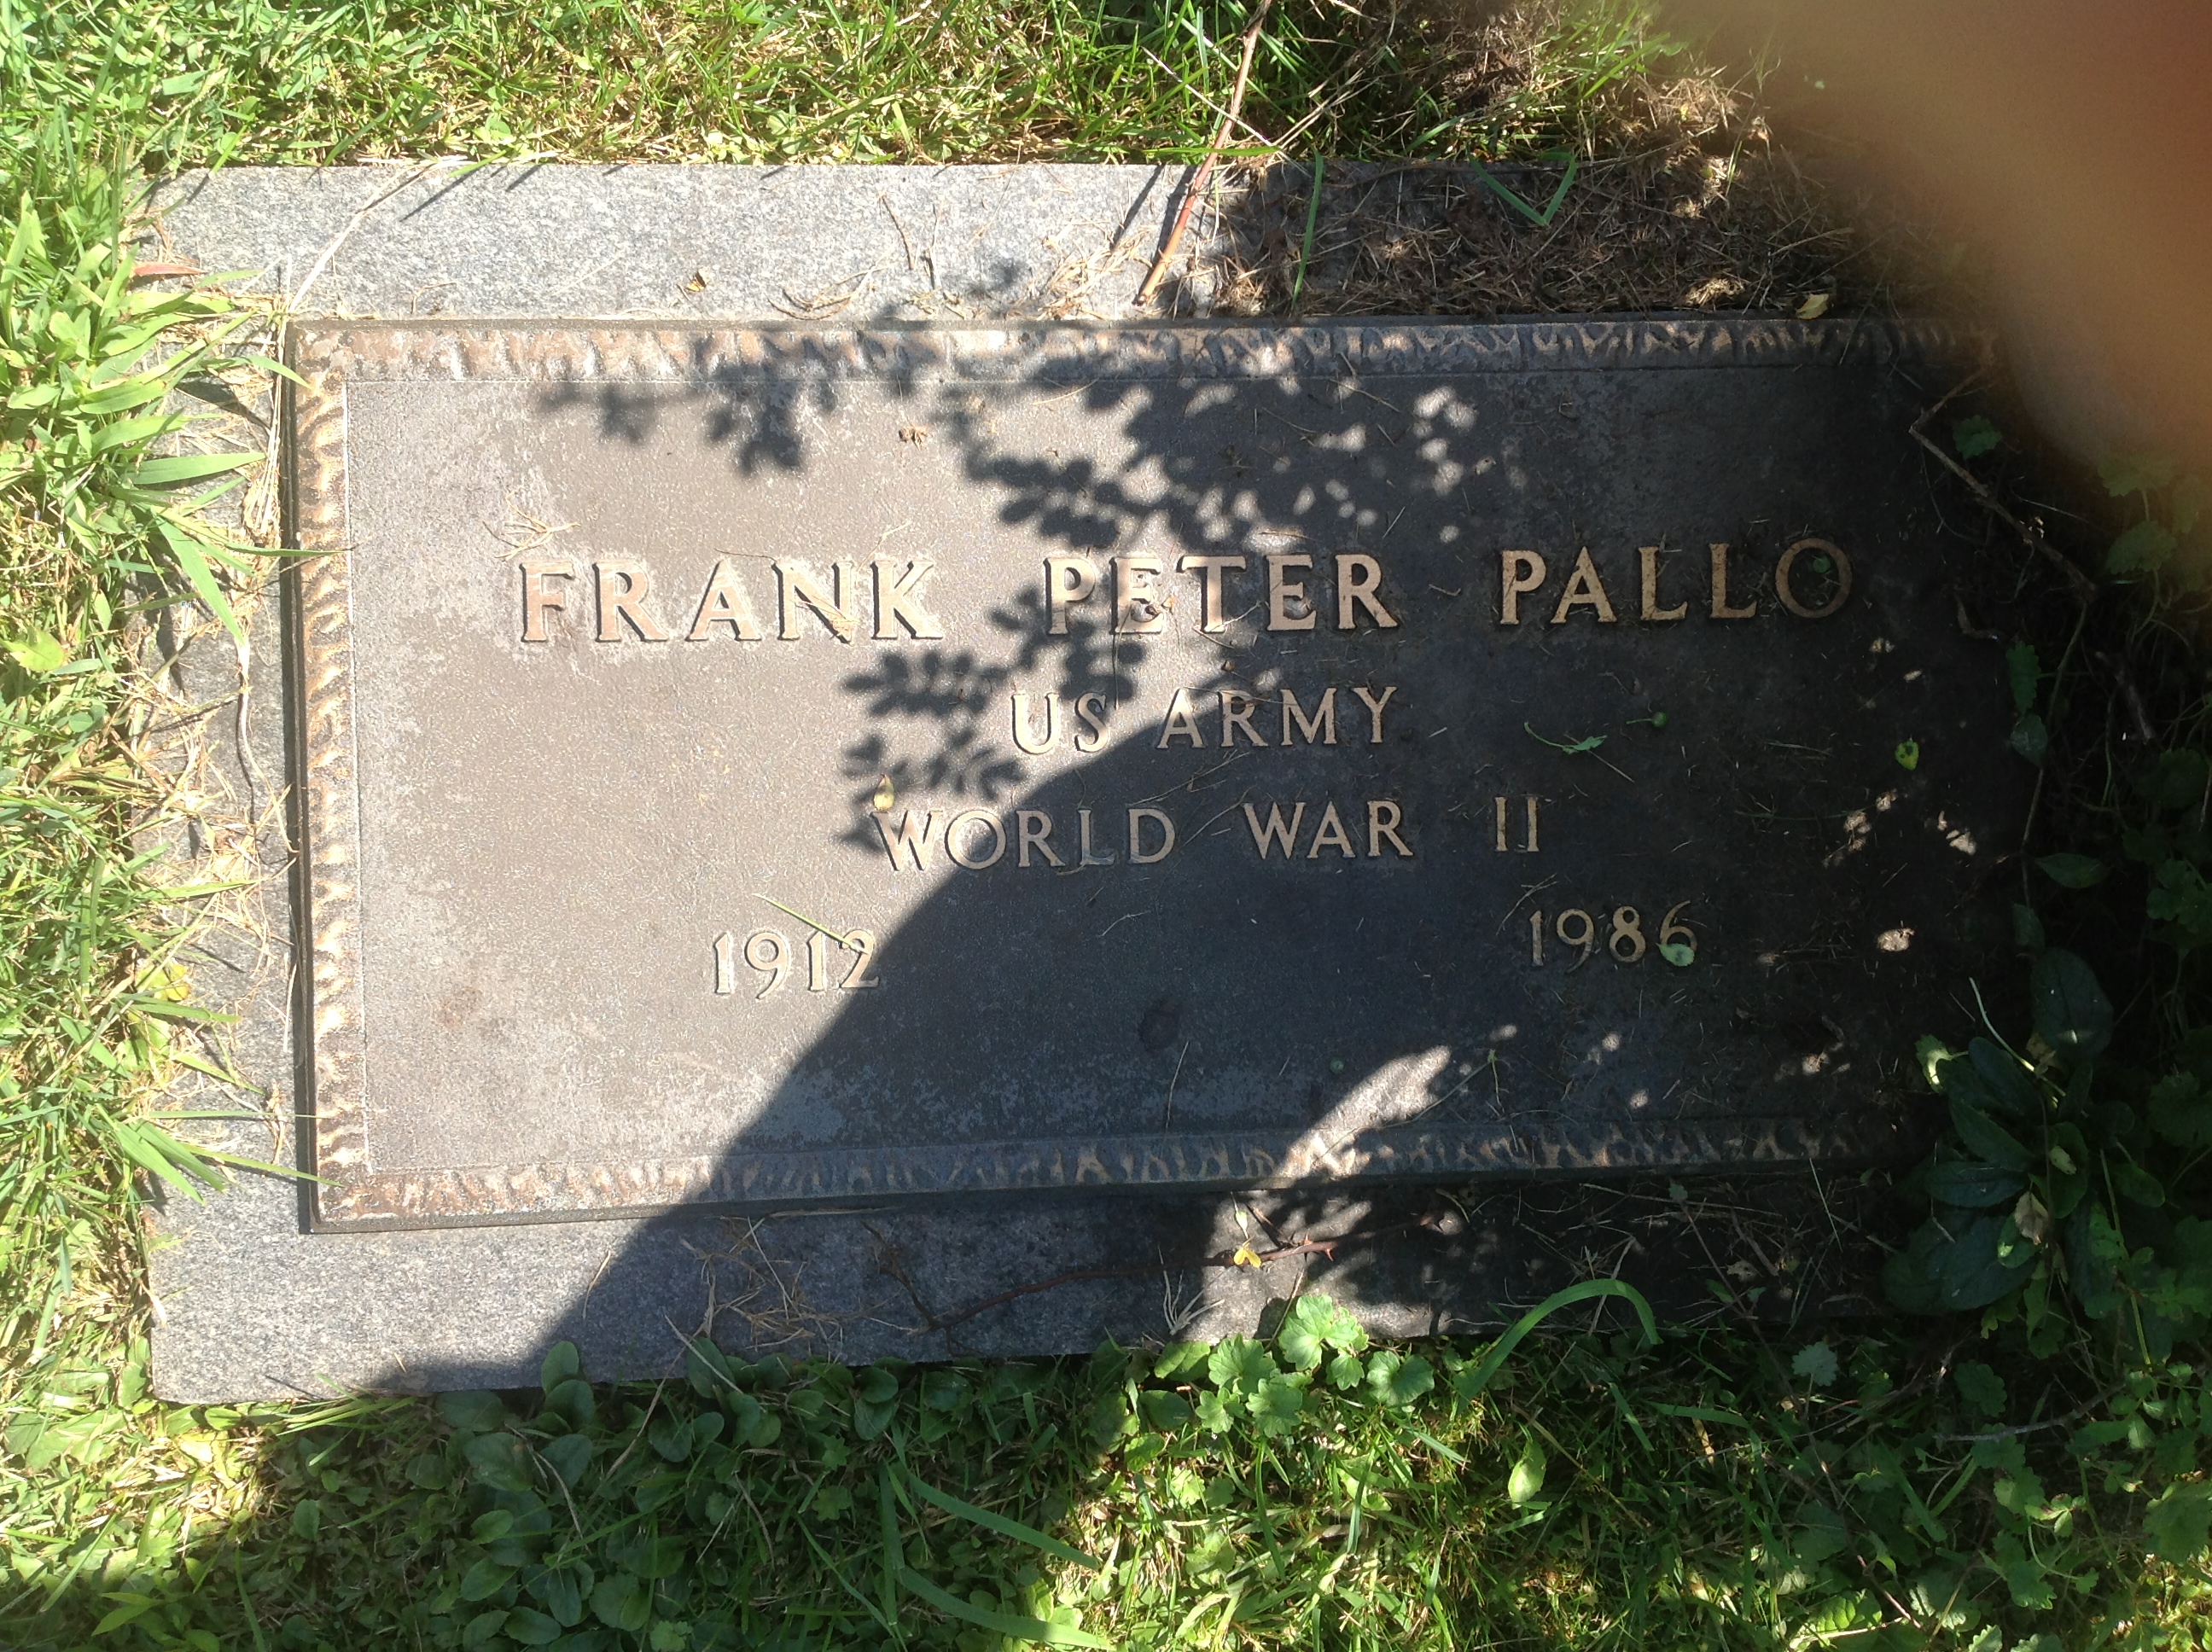 FRANK PETER PALLO
US ARMY
WORLD WAR II
1912 1986